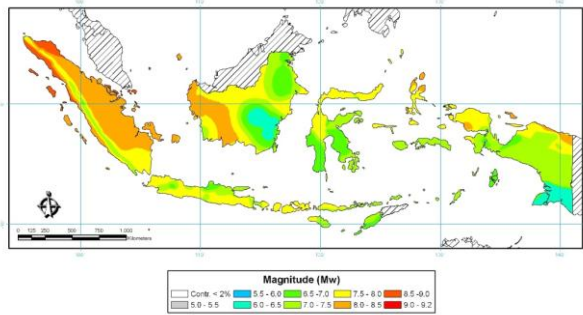 0 125 250 500 750 1,000
Kilometers
Magnitude (Mw)
Contr. < 2% 5.5 - 6.0 6.5 -7.0 7.5 - 8.0 8.5 -9.0
5.0 - 5.5 6.0 - 6.5 7.0 - 7.5 8.0 - 8.5 9.0 - 9.2